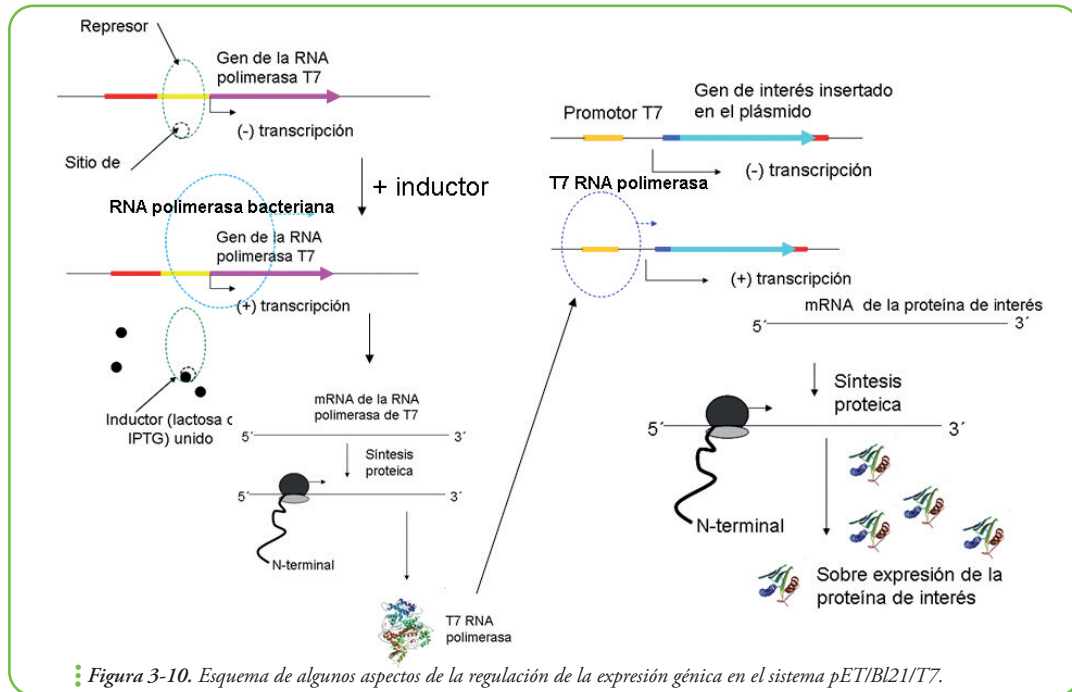 Represor
Gen de la RNA
polimerasa T7
(-) transcripción
Sitio de
+ inductor
RNA polimerasa bacteriana
Gen de la RNA
polimerasa T7
(+) transcripción
Inductor (lactosa o
IPTG) unido
mRNA de la RNA
polimerasa de T7
5´ 3´
Síntesis
proteica
5´ 3´
N-terminal
T7 RNA
polimerasa
Promotor T7
Gen de interés insertado
en el plásmido
(-) transcripción
T7 RNA polimerasa
(+) transcripción
mRNA de la proteína de interés
5´ 3´
Síntesis
proteica
5´ 3´
N-terminal
Sobre expresión de la
proteína de interés
Figura 3-10. Esquema de algunos aspectos de la regulación de la expresión génica en el sistema pET/Bl21/T7.